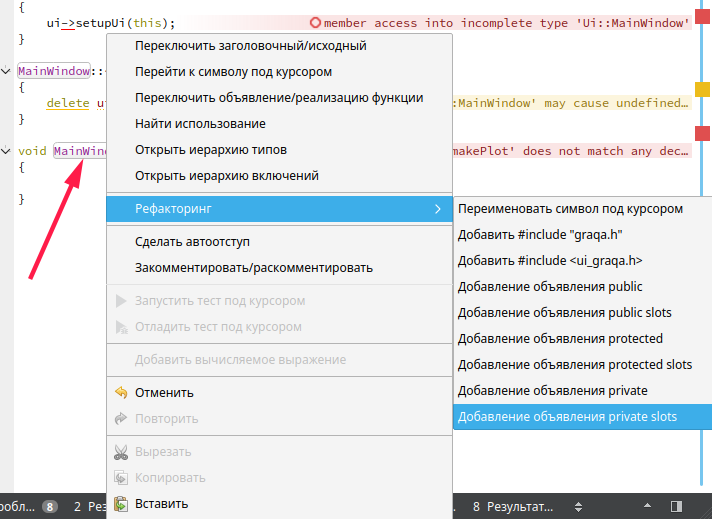 {
ui->setupUi(this); member access into incomplete type 'Ui::MainWindow'
}
MainWindow::
{
delete u :MainWindow' may cause undefined…
}
void MainWind makePlot' does not match any dec…
{
}
Переключить заголовочный/исходный
Перейти к символу под курсором
Переключить объявление/реализацию функции
Найти использование
Открыть иерархию типов
Открыть иерархию включений
Рефакторинг
Сделать автоотступ
Закомментировать/раскомментировать
Запустить тест под курсором
Отладить тест под курсором
Добавить вычисляемое выражение
Отменить
Повторить
Вырезать
Копировать
Вставить
Переименовать символ под курсором
Добавить #include "graqa.h"
Добавить #include <ui_graqa.h>
Добавление объявления public
Добавление объявления public slots
Добавление объявления protected
Добавление объявления protected slots
Добавление объявления private
Добавление объявления private slots
робл... 8 2 Рез 8 Результат...